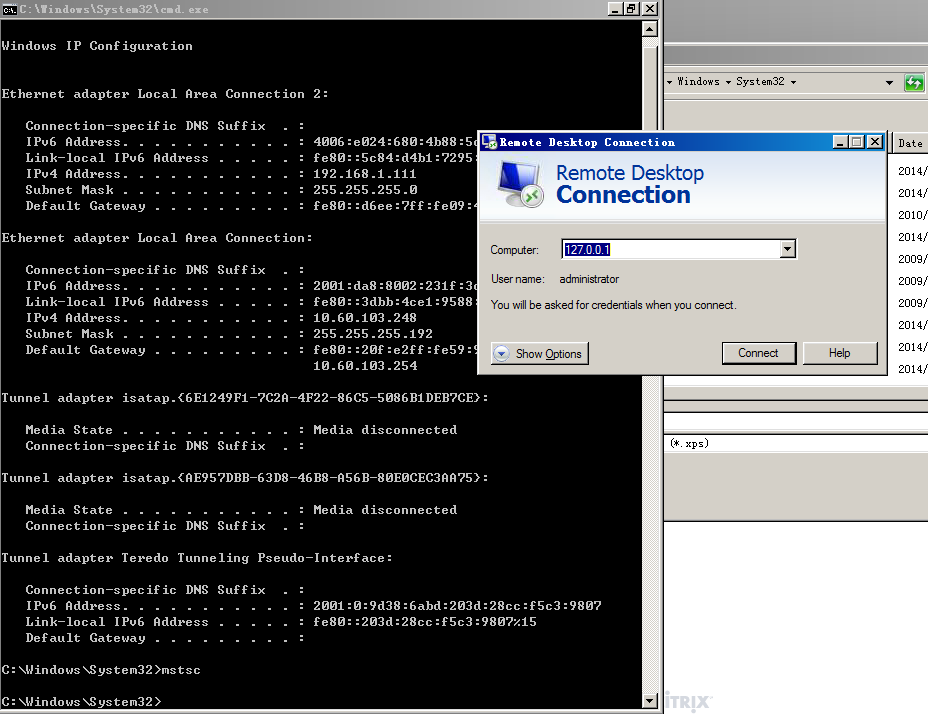 C:\Windows\System32\cmd.exe
Windows IP Configuration
Ethernet adapter Local Area Connection 2:
Connection-specific DNS Suffix  . :
IPv6 Address. . . . . . . . . . . : 4006:e024:680:4b88:5
Link-local IPv6 Address . . . . . : fe80::5c84:d4b1:7295
IPv4 Address. . . . . . . . . . . : 192.168.1.111
Subnet Mask . . . . . . . . . . . : 255.255.255.0
Default Gateway . . . . . . . . . : fe80::d6ee:7ff:fe09:4
Ethernet adapter Local Area Connection:
Connection-specific DNS Suffix  . :
IPv6 Address. . . . . . . . . . . : 2001:da8:8002:231f:3
Link-local IPv6 Address . . . . . : fe80::3dbb:4ce1:9588
IPv4 Address. . . . . . . . . . . : 10.60.103.248
Subnet Mask . . . . . . . . . . . : 255.255.255.192
Default Gateway . . . . . . . . . : fe80::20f:e2ff:fe59:9
10.60.103.254
Tunnel adapter isatap.{6E1249F1-7C2A-4F22-86C5-5086B1DEB7CE}:
Media State . . . . . . . . . . . : Media disconnected
Connection-specific DNS Suffix  . :
Tunnel adapter isatap.{AE957DBB-63D8-46B8-A56B-80E0CEC3AA75}:
Media State . . . . . . . . . . . : Media disconnected
Connection-specific DNS Suffix  . :
Tunnel adapter Teredo Tunneling Pseudo-Interface:
Connection-specific DNS Suffix  . :
IPv6 Address. . . . . . . . . . . : 2001:0:9d38:6abd:203d:28cc:f5c3:9807
Link-local IPv6 Address . . . . . : fe80::203d:28cc:f5c3:9807%15
Default Gateway . . . . . . . . . :
C:\Windows\System32>mstsc
C:\Windows\System32>
Remote Desktop Connection
Remote Desktop
Connection
Computer: 127.0.0.1
User name: administrator
You will be asked for credentials when you connect.
Show Options Connect Help
Windows System32
Date
2014/
2014/
2010/
2014/
2009/
2009/
2009/
2014/
2014/
2014/
(*.xps)
iTRIX